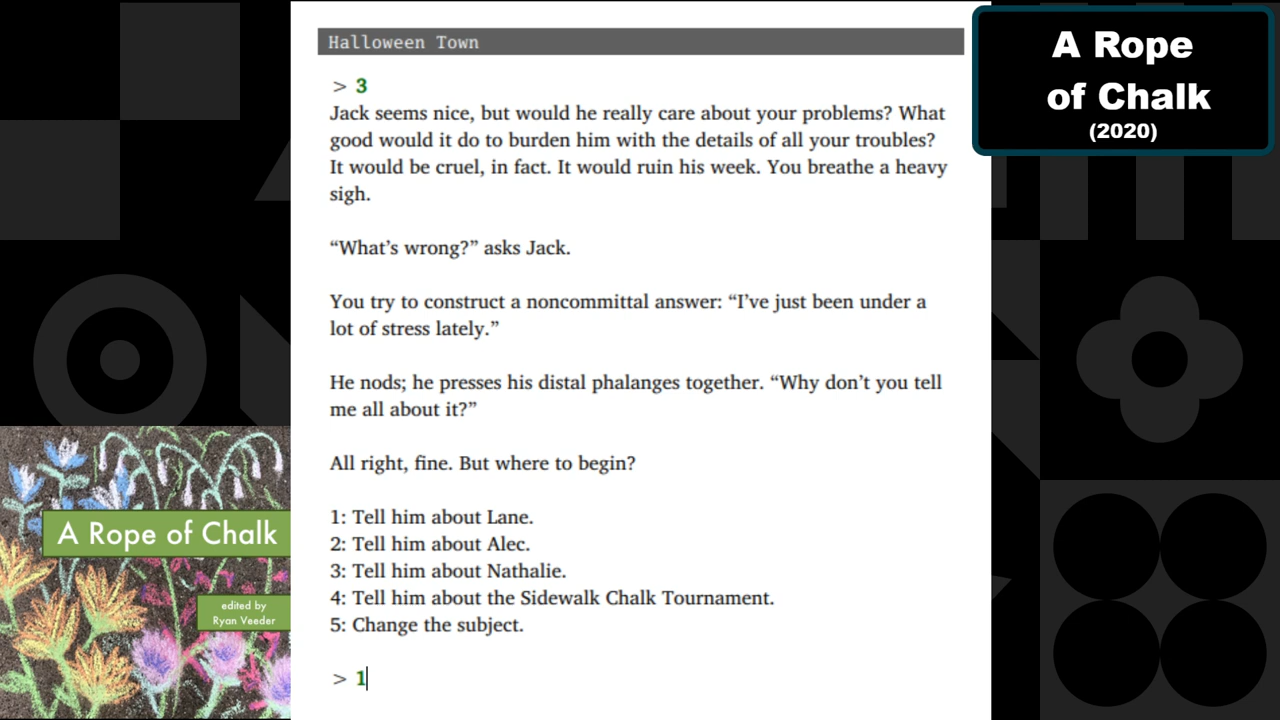 Halloween Town
> 3
Jack seems nice, but would he really care about your problems? What
good would it do to burden him with the details of all your troubles?
It would be cruel, in fact. It would ruin his week. You breathe a heavy
sigh.
“What’s wrong?” asks Jack.
You try to construct a noncommittal answer: “I’ve just been under a
lot of stress lately.”
He nods; he presses his distal phalanges together. “Why don’t you tell
me all about it?”
All right, fine. But where to begin?
1: Tell him about Lane.
2: Tell him about Alec.
3: Tell him about Nathalie.
4: Tell him about the Sidewalk Chalk Tournament.
5: Change the subject.
> 1
A Rope
of Chalk
(2020)
A Rope of Chalk
edited by
Ryan Veeder